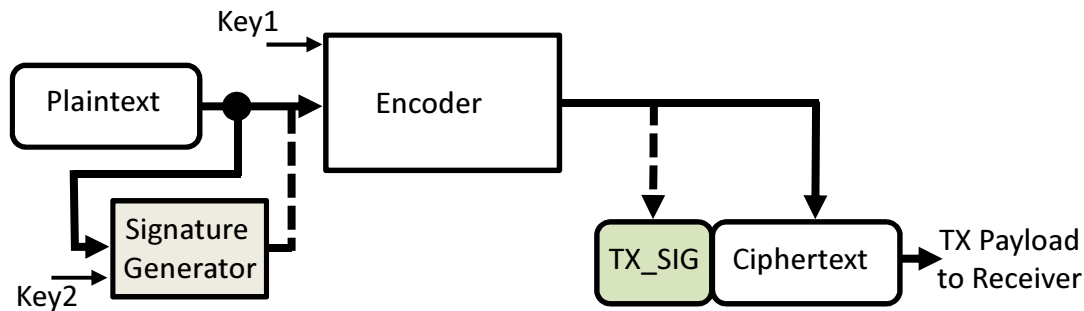 Key1
Plaintext
Encoder
Signature
Generator
Key2
TX_SIG
Ciphertext
TX Payload
to Receiver